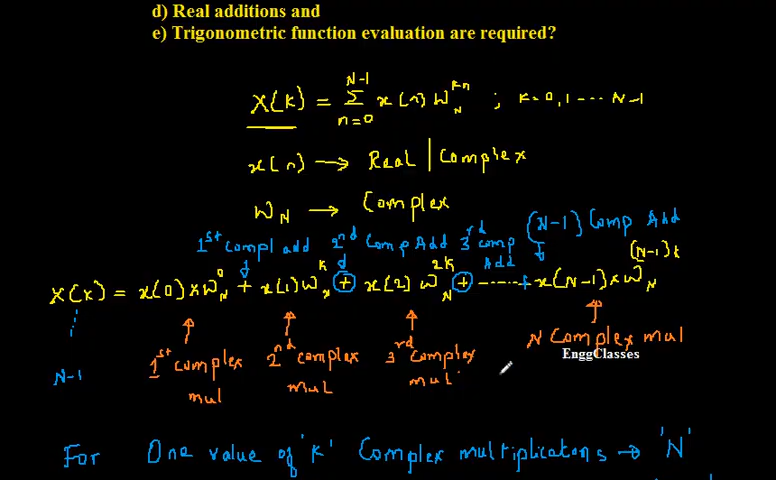 d) Real additions and
e) Trigonometric function evaluation are required?
N-1
X(k) = Σ x(n) W_N^kn ; k=0,1 ---- N-1
n=0
x(n) → Real | Complex
W_N → Complex
1st compl add 2nd Comp Add 3rd comp Add (N-1) Comp Add
X(k) = x(0) x W_N^0 + x(1) W_N^k + x(2) W_N^2k + ------ + x(N-1) x W_N^(N-1)k
N-1
1st complex mul 2nd complex mul 3rd complex mul N Complex mul
EnggClasses
For One value of 'k' Complex multiplicatons → 'N'